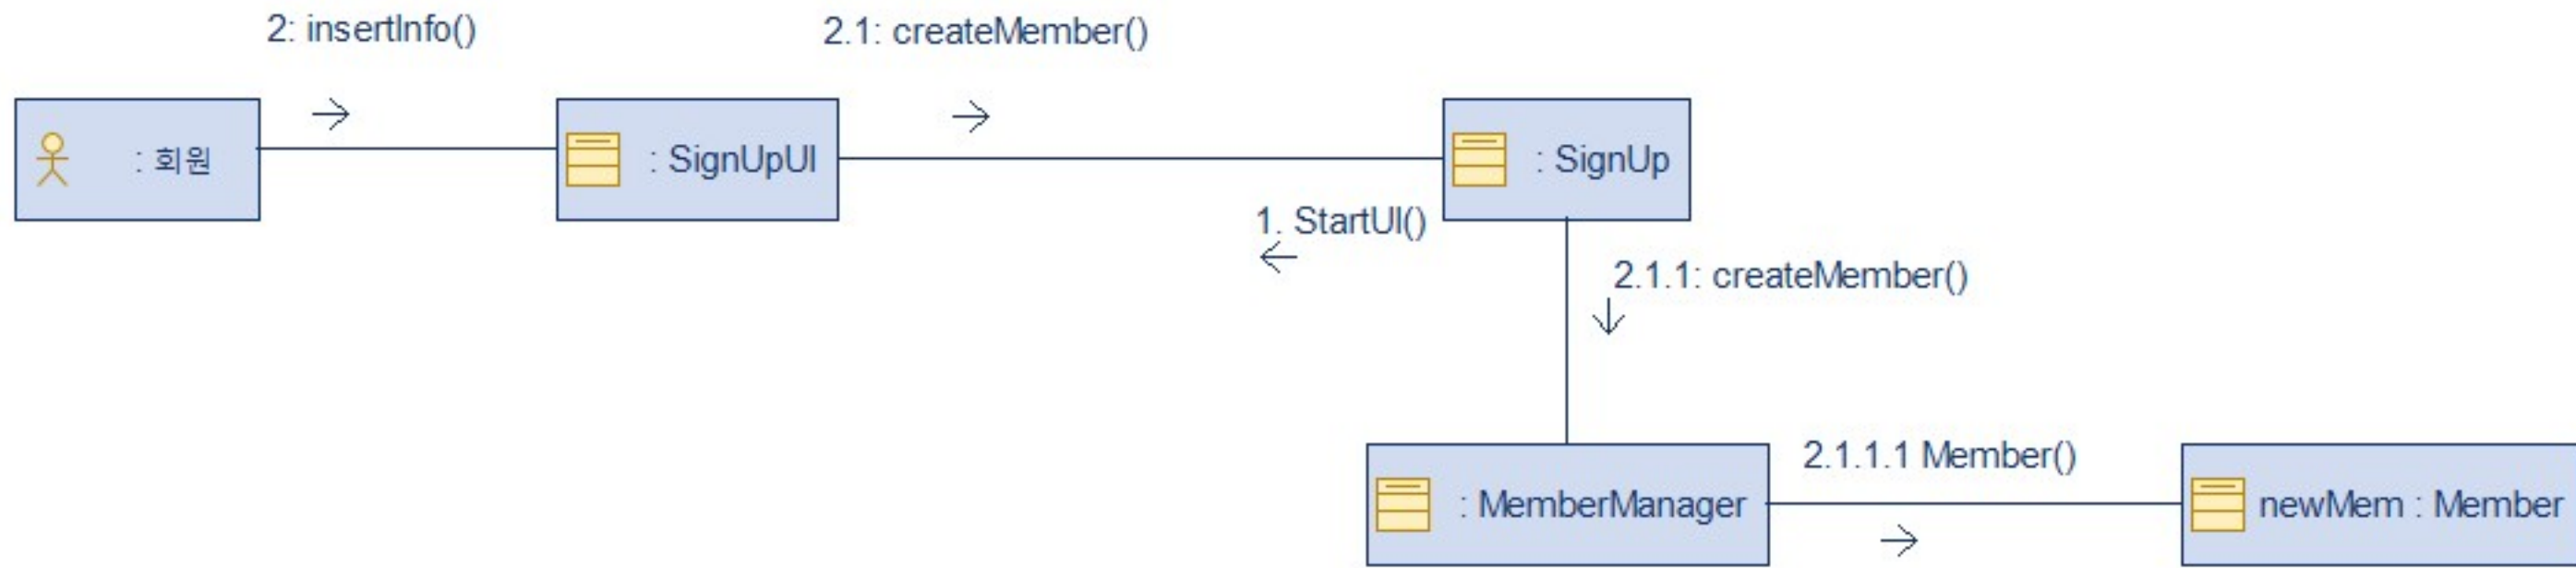 2: insertInfo()
2.1: createMember()
: 회원
: SignUpUI
: SignUp
1. StartUI()
2.1.1: createMember()
2.1.1.1 Member()
: MemberManager
newMem : Member